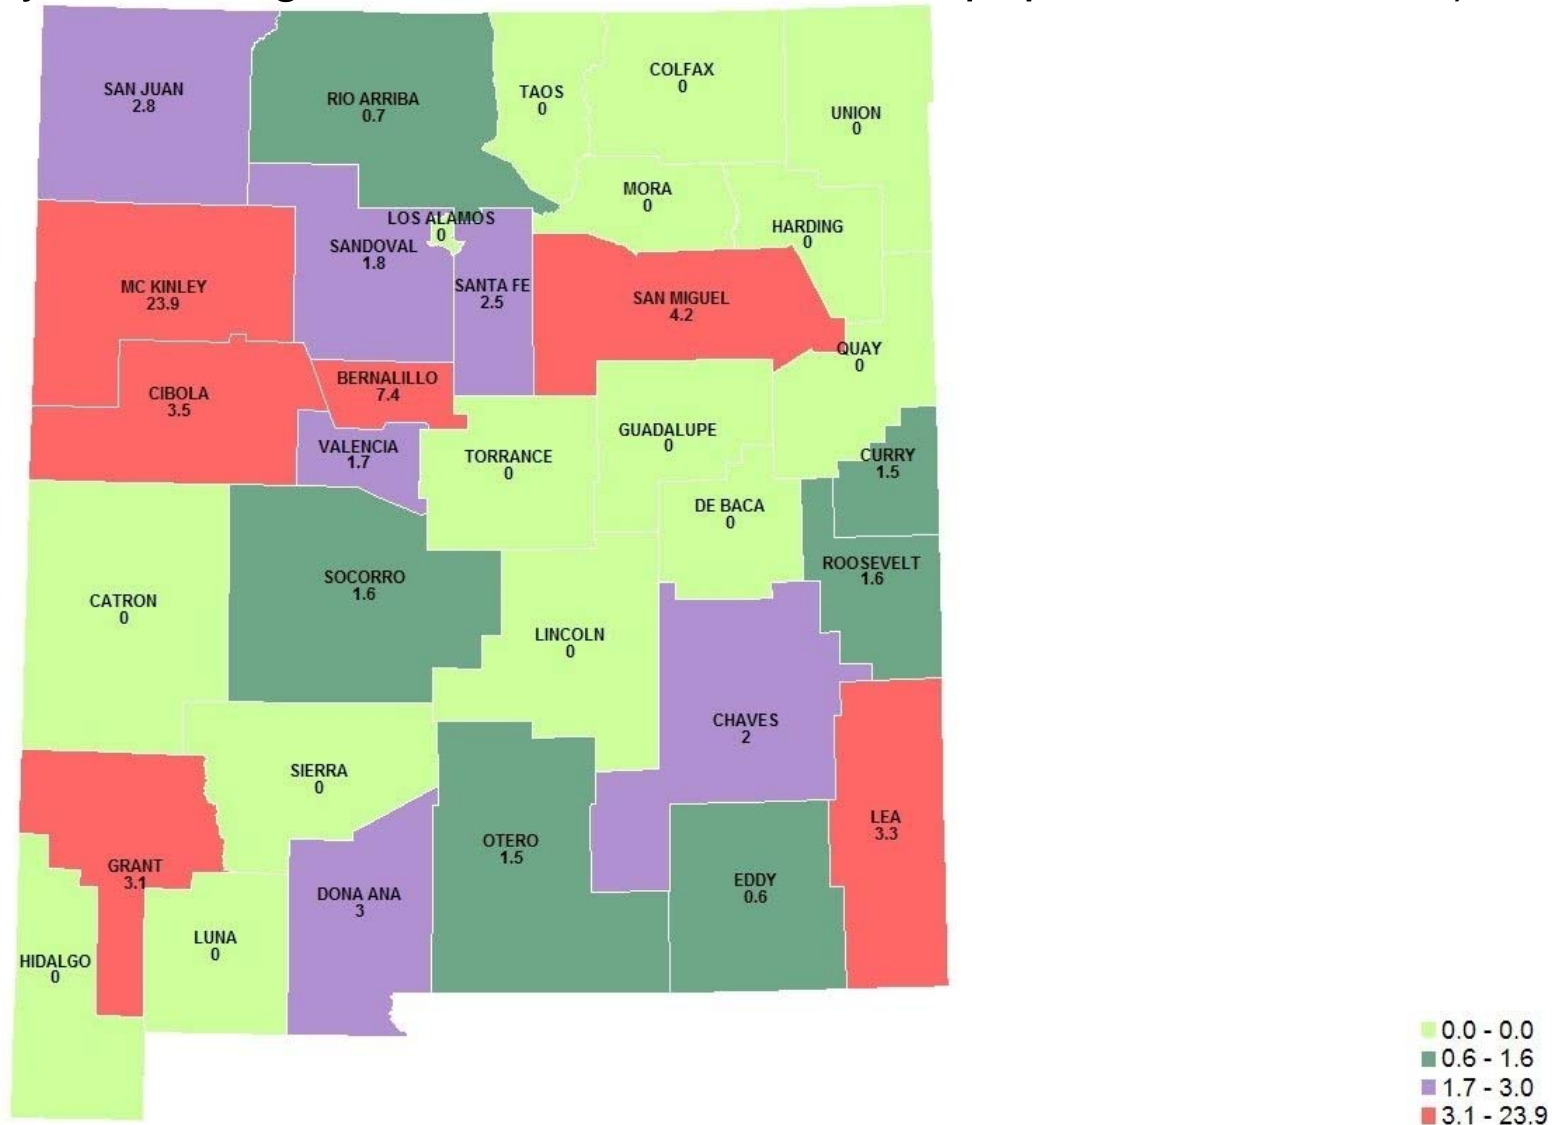 SAN JUAN
2.8
RIO ARRIBA
0.7
TAOS
0
COLFAX
0
UNION
0
MORA
0
HARDING
0
LOS ALAMOS
0
SANDOVAL
1.8
SANTA FE
2.5
MC KINLEY
23.9
SAN MIGUEL
4.2
QUAY
0
CIBOLA
3.5
BERNALILLO
7.4
VALENCIA
1.7
TORRANCE
0
GUADALUPE
0
CURRY
1.5
DE BACA
0
ROOSEVELT
1.6
CATRON
0
SOCORRO
1.6
LINCOLN
0
CHAVES
2
SIERRA
0
LEA
3.3
OTERO
1.5
GRANT
3.1
DONA ANA
3
EDDY
0.6
LUNA
0
HIDALGO
0
0.0 - 0.0
0.6 - 1.6
1.7 - 3.0
3.1 - 23.9